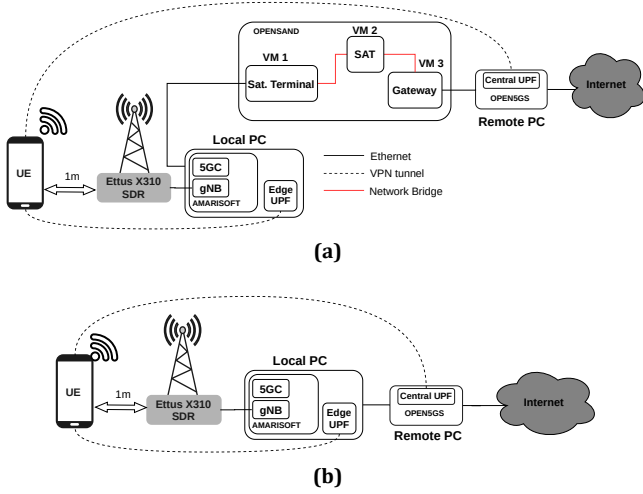 OPENSAND
VM 1
VM 2
VM 3
Sat. Terminal
SAT
Gateway
Central UPF
OPEN5GS
Remote PC
Internet
UE
1m
Ettus X310
SDR
Local PC
5GC
gNB
AMARISOFT
Edge
UPF
Ethernet
VPN tunnel
Network Bridge
(a)
UE
1m
Ettus X310
SDR
Local PC
5GC
gNB
AMARISOFT
Edge
UPF
Central UPF
OPEN5GS
Remote PC
Internet
(b)